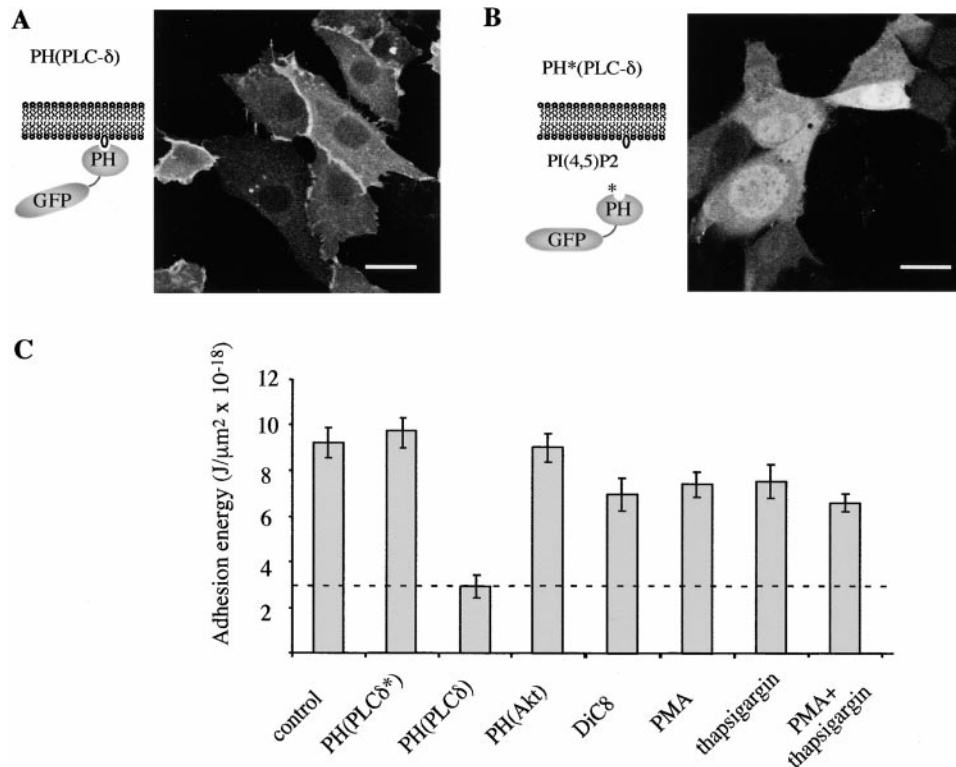 A
PH(PLC-δ)
PH
GFP
B
PH*(PLC-δ)
PI(4,5)P2
*
PH
GFP
C
Adhesion energy (J/μm² x 10⁻¹⁸)
12
10
8
6
4
2
control
PH(PLCδ*)
PH(PLCδ)
PH(Akt)
DiC8
PMA
thapsigargin
PMA+
thapsigargin